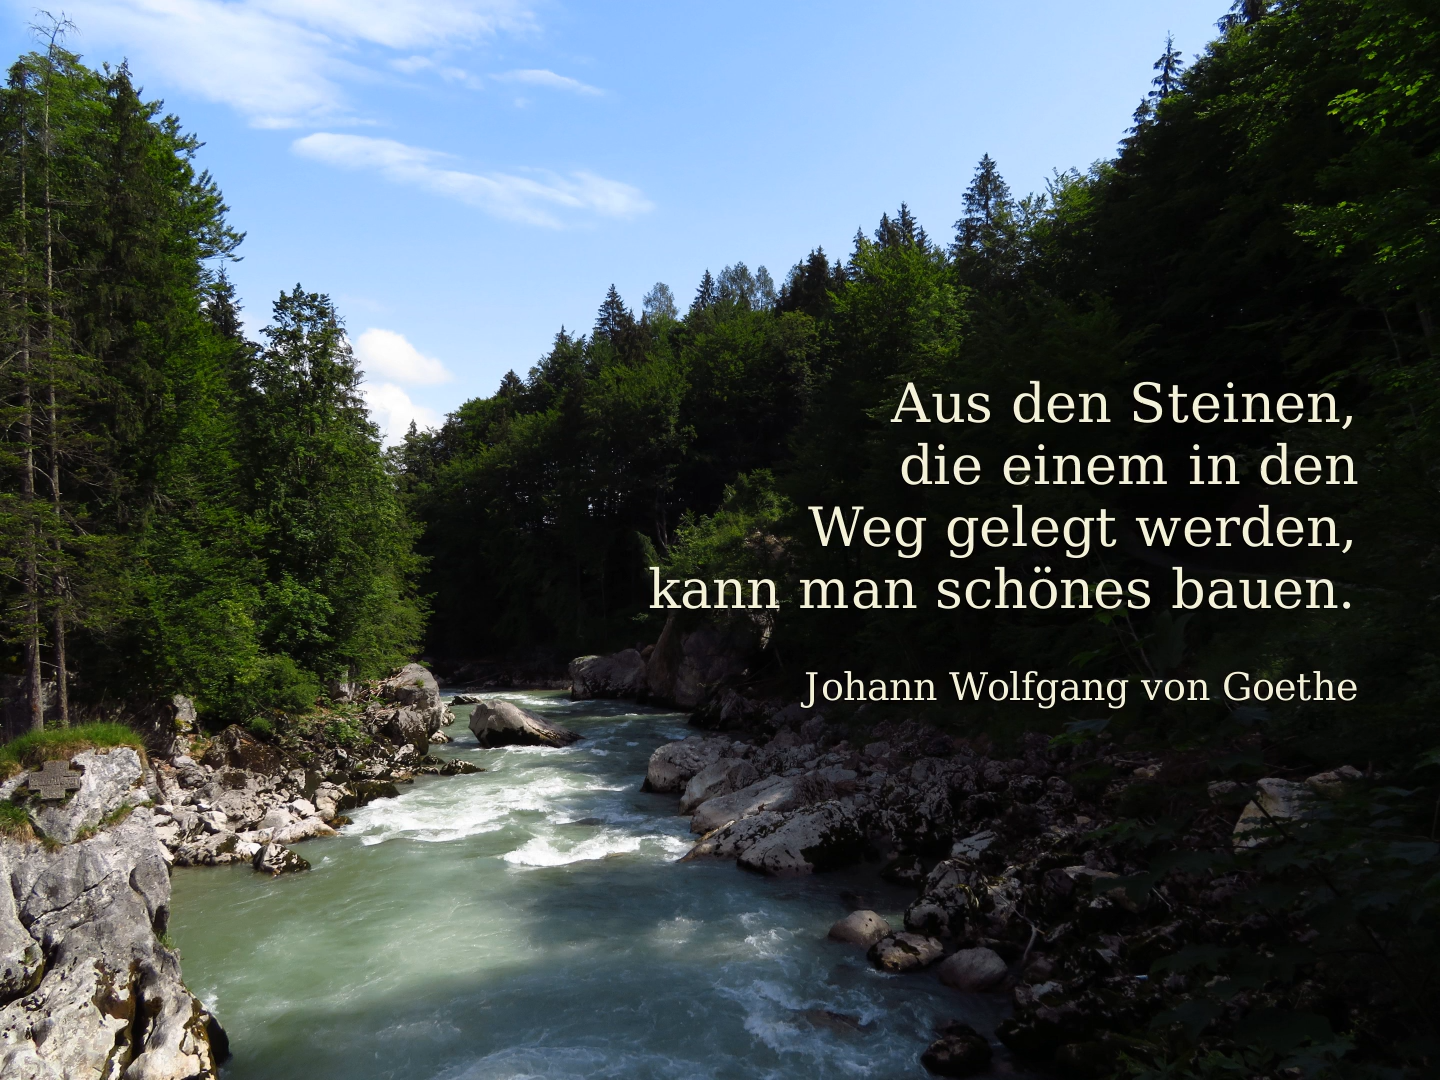 Aus den Steinen,
die einem in den
Weg gelegt werden,
kann man schönes bauen.
Johann Wolfgang von Goethe